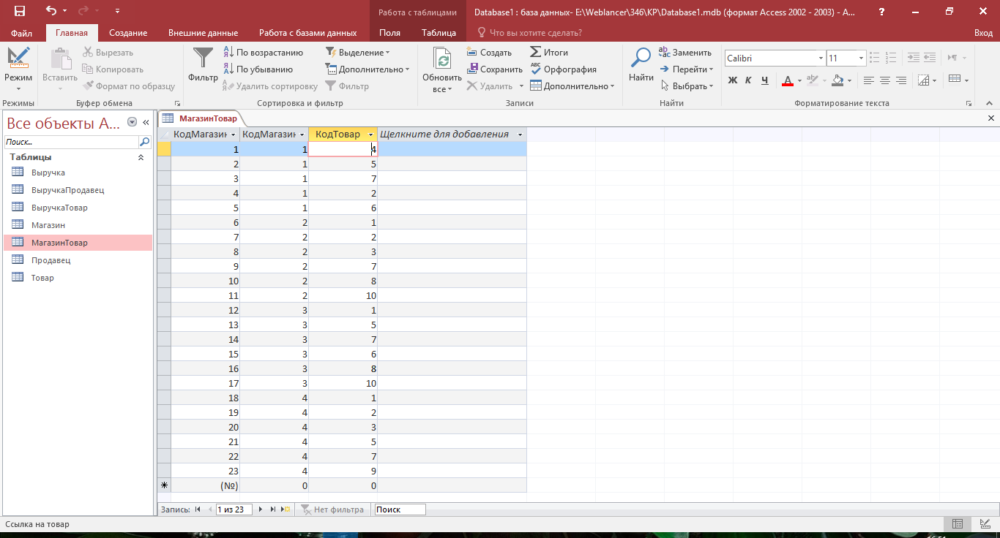 Работа с таблицами
Database1 : база данных- E:\Weblancer\346\KP\Database1.mdb (формат Access 2002 - 2003) - A...
?
Файл Главная Создание Внешние данные Работа с базами данных Поля Таблица Что вы хотите сделать? Вход
Режим
Режимы
Вставить
Вырезать
Копировать
Формат по образцу
Буфер обмена
Фильтр
По возрастанию
По убыванию
Удалить сортировку
Выделение
Дополнительно
Фильтр
Сортировка и фильтр
Обновить
все
Создать
Сохранить
Удалить
Итоги
Орфография
Дополнительно
Записи
Найти
Заменить
Перейти
Выбрать
Найти
Calibri 11
Ж К Ч А
Форматирование текста
Все объекты A...
Поиск...
Таблицы
Выручка
ВыручкаПродавец
ВыручкаТовар
Магазин
МагазинТовар
Продавец
Товар
МагазинТовар
КодМагазин КодМагазин КодТовар Щелкните для добавления
1 1 4
2 1 5
3 1 7
4 1 2
5 1 6
6 2 1
7 2 2
8 2 3
9 2 7
10 2 8
11 2 10
12 3 1
13 3 5
14 3 7
15 3 6
16 3 8
17 3 10
18 4 1
19 4 2
20 4 3
21 4 5
22 4 7
23 4 9
(№) 0 0
Запись: 1 из 23 Нет фильтра Поиск
Ссылка на товар